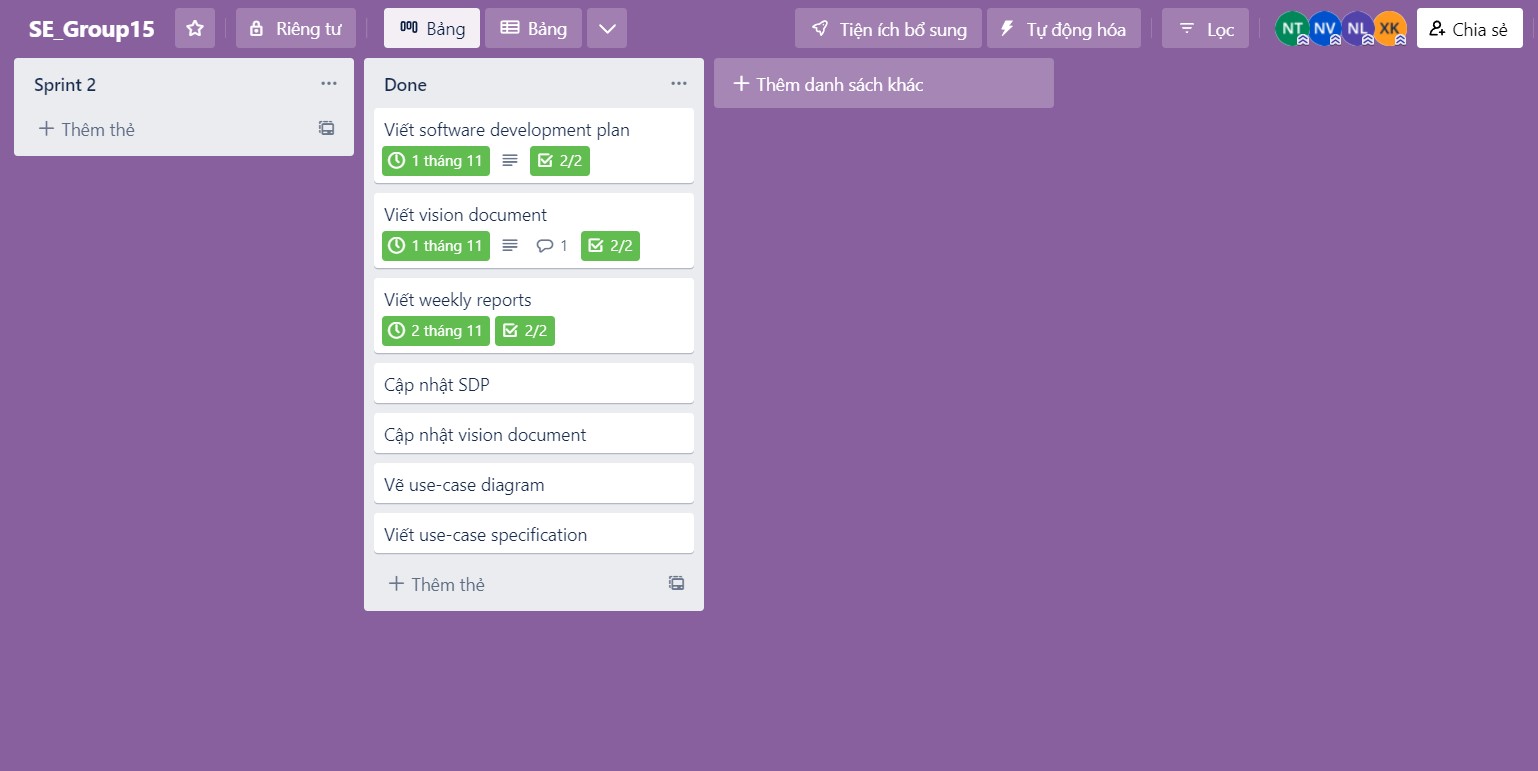 SE_Group15
Riêng tư
Bảng
Bảng
Tiện ích bổ sung
Tự động hóa
Lọc
NT
NV
NL
XK
Chia sẻ
Sprint 2
Thêm thẻ
Done
Viết software development plan
1 tháng 11
2/2
Viết vision document
1 tháng 11
1
2/2
Viết weekly reports
2 tháng 11
2/2
Cập nhật SDP
Cập nhật vision document
Vẽ use-case diagram
Viết use-case specification
Thêm thẻ
Thêm danh sách khác